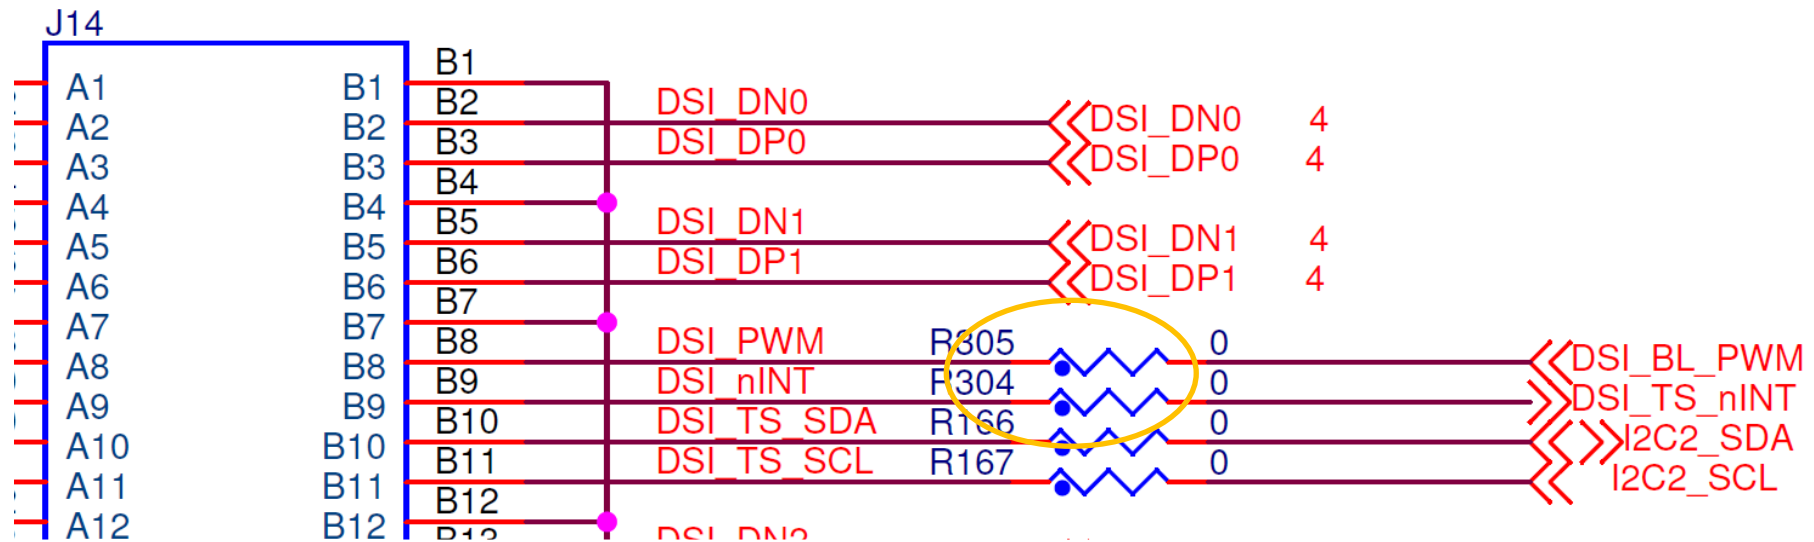 J14
B1
A1 B1
B2 DSI_DN0 DSI_DN0 4
A2 B2
B3 DSI_DP0 DSI_DP0 4
A3 B3
B4
A4 B4
B5 DSI_DN1 DSI_DN1 4
A5 B5
B6 DSI_DP1 DSI_DP1 4
A6 B6
B7
A7 B7
B8 DSI_PWM R305 0 DSI_BL_PWM
A8 B8
B9 DSI_nINT R304 0 DSI_TS_nINT
A9 B9
B10 DSI_TS_SDA R166 0 I2C2_SDA
A10 B10
B11 DSI_TS_SCL R167 0 I2C2_SCL
A11 B11
B12
A12 B12
B13 DSI_DN2